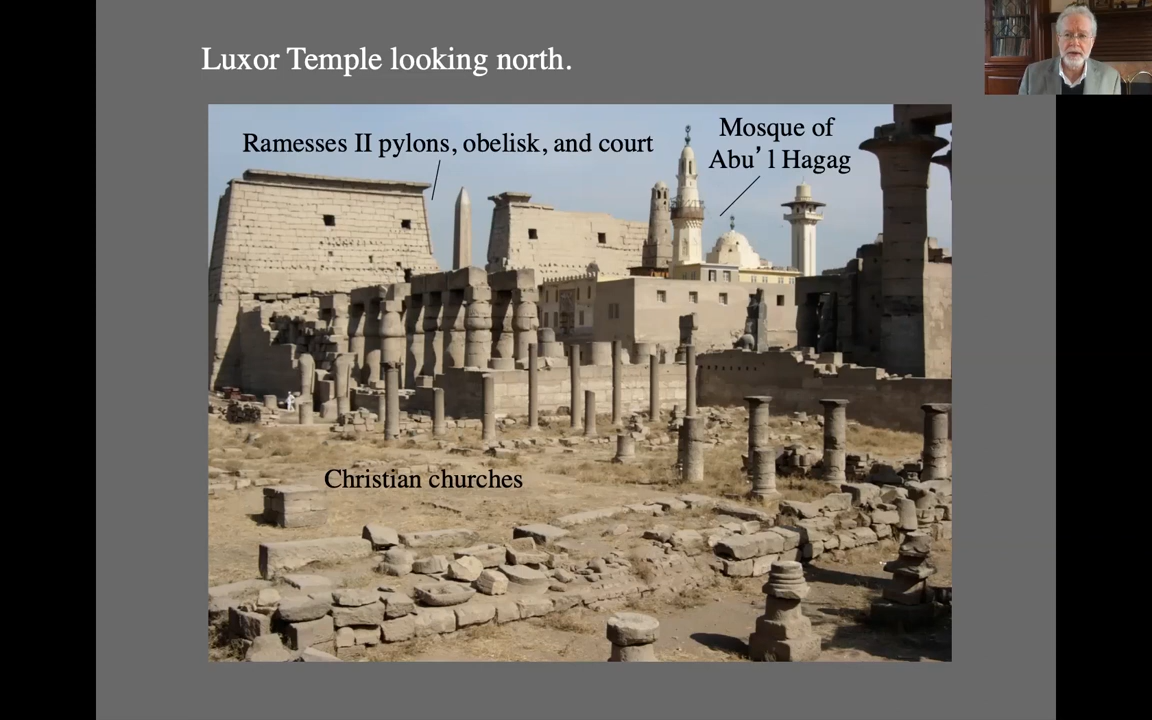 Luxor Temple looking north.
Ramesses II pylons, obelisk, and court
Mosque of
Abu’ l Hagag
Christian churches